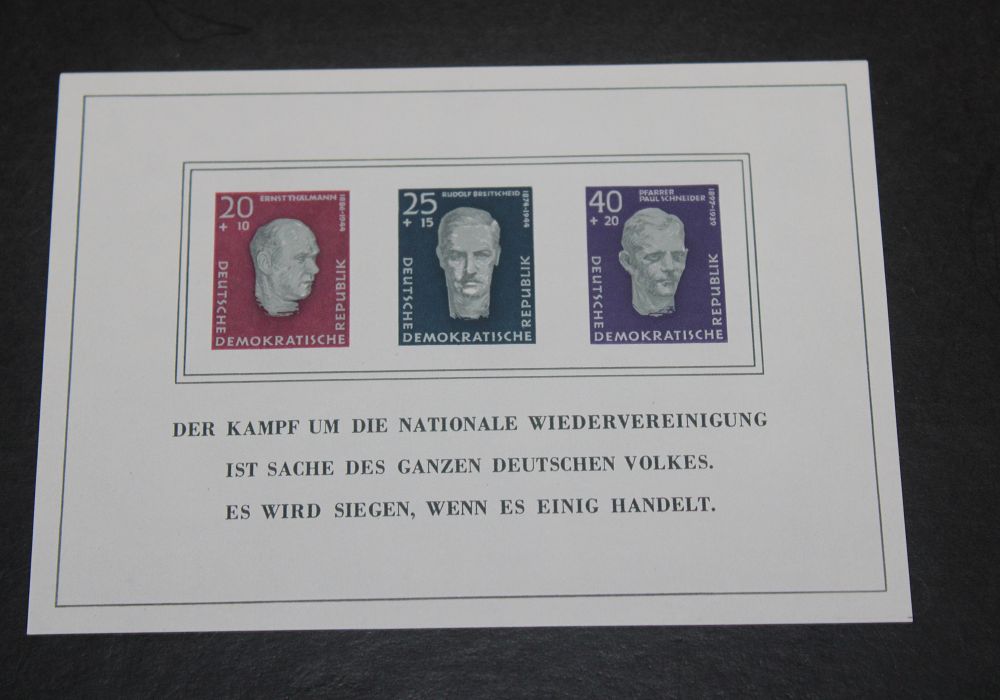 20
+ 10
ERNST THÄLMANN
1886-1944
DEUTSCHE
DEMOKRATISCHE
REPUBLIK
25
+ 15
RUDOLF BREITSCHEID
1874-1944
DEUTSCHE
DEMOKRATISCHE
REPUBLIK
40
+ 20
PFARRER
PAUL SCHNEIDER
1897-1939
DEUTSCHE
DEMOKRATISCHE
REPUBLIK
DER KAMPF UM DIE NATIONALE WIEDERVEREINIGUNG
IST SACHE DES GANZEN DEUTSCHEN VOLKES.
ES WIRD SIEGEN, WENN ES EINIG HANDELT.